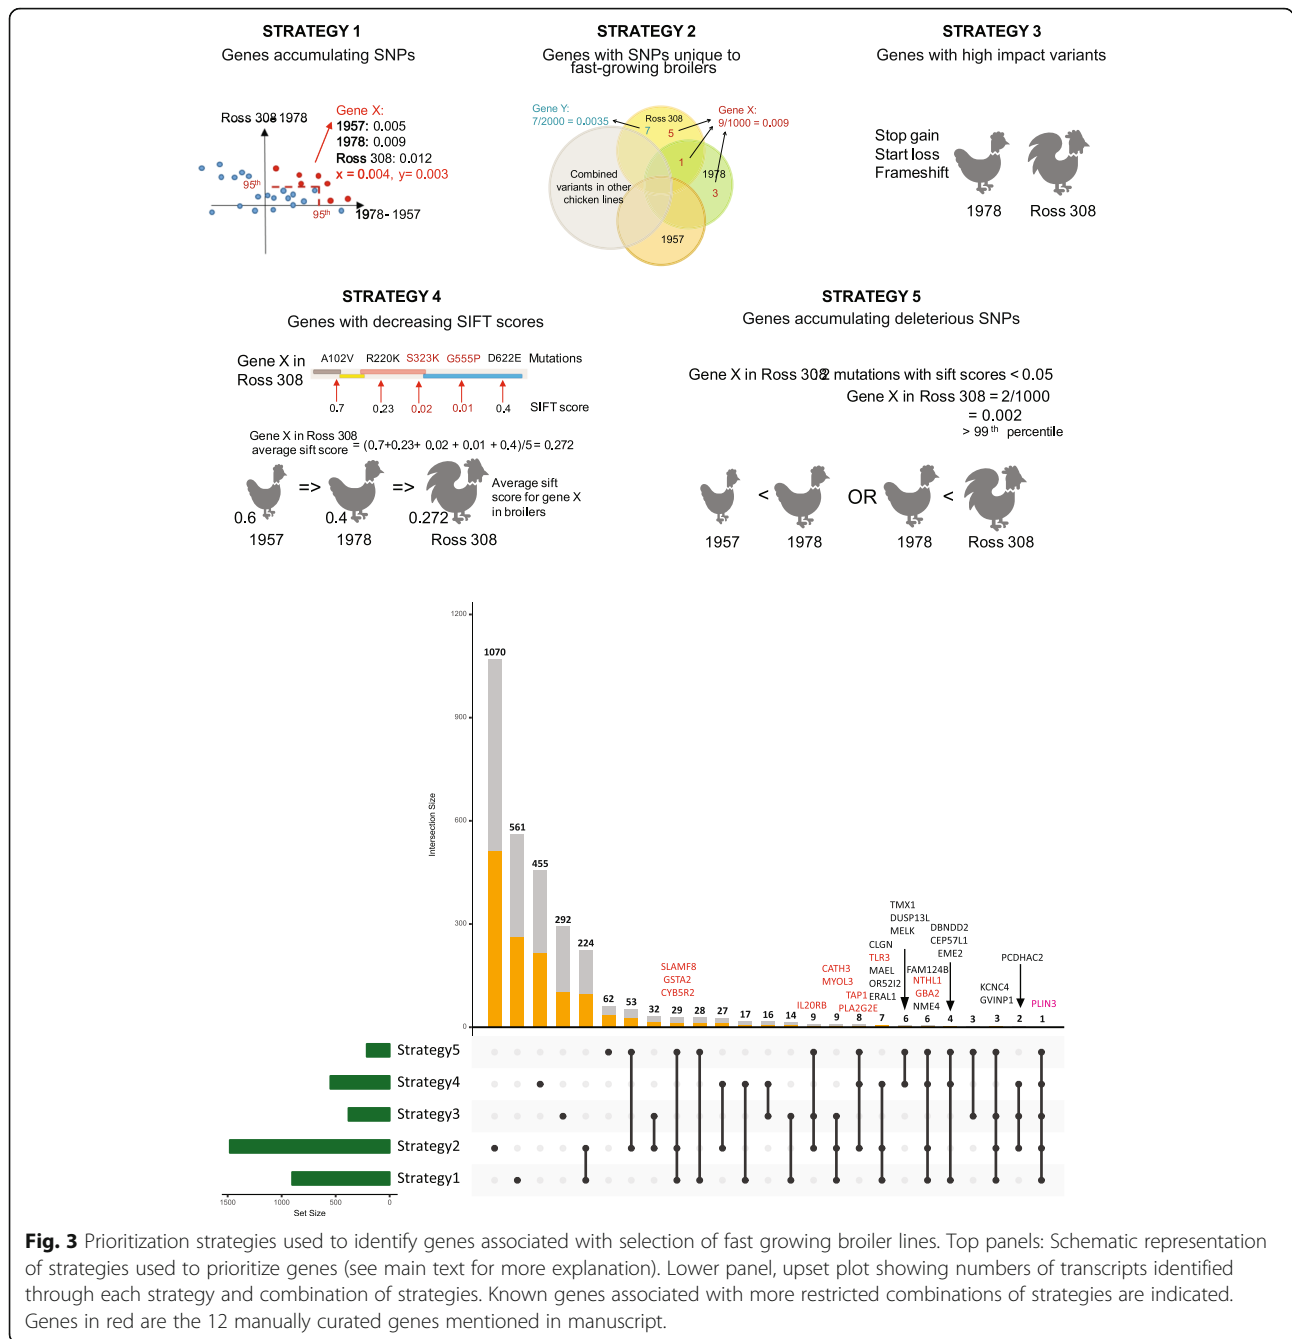 STRATEGY 1
Genes accumulating SNPs
Ross 308-1978
Gene X:
1957: 0.005
1978: 0.009
Ross 308: 0.012
x = 0.004, y= 0.003
95th
95th
1978 - 1957
STRATEGY 2
Genes with SNPs unique to
fast-growing broilers
Gene Y:
7/2000 = 0.0035
Ross 308
7
5
Gene X:
9/1000 = 0.009
1
1978
3
Combined
variants in other
chicken lines
1957
STRATEGY 3
Genes with high impact variants
Stop gain
Start loss
Frameshift
1978
Ross 308
STRATEGY 4
Genes with decreasing SIFT scores
Gene X in
Ross 308
A102V R220K S323K G555P D622E Mutations
0.7 0.23 0.02 0.01 0.4 SIFT score
Gene X in Ross 308
average sift score = (0.7+0.23+ 0.02 + 0.01 + 0.4)/5 = 0.272
=> =>
Average sift
score for gene X
in broilers
0.6 0.4 0.272
1957 1978 Ross 308
STRATEGY 5
Genes accumulating deleterious SNPs
Gene X in Ross 308 2 mutations with sift scores < 0.05
Gene X in Ross 308 = 2/1000
= 0.002
> 99th percentile
< OR <
1957 1978 1978 Ross 308
1200
900
600
300
0
Intersection Size
1070
561
455
292
224
62
53
32
29
28
27
17
16
14
9
9
8
7
6
6
4
3
3
2
1
SLAMF8
GSTA2
CYB5R2
IL20RB
CATH3
MYOL3
TAP1
PLA2G2E
CLGN
TLR3
MAEL
OR52I2
ERAL1
TMX1
DUSP13L
MELK
FAM124B
NTHL1
GBA2
NME4
DBNDD2
CEP57L1
EME2
KCNC4
GVINP1
PCDHAC2
PLIN3
Strategy5
Strategy4
Strategy3
Strategy2
Strategy1
1500 1000 500 0
Set Size
Fig. 3 Prioritization strategies used to identify genes associated with selection of fast growing broiler lines. Top panels: Schematic representation
of strategies used to prioritize genes (see main text for more explanation). Lower panel, upset plot showing numbers of transcripts identified
through each strategy and combination of strategies. Known genes associated with more restricted combinations of strategies are indicated.
Genes in red are the 12 manually curated genes mentioned in manuscript.